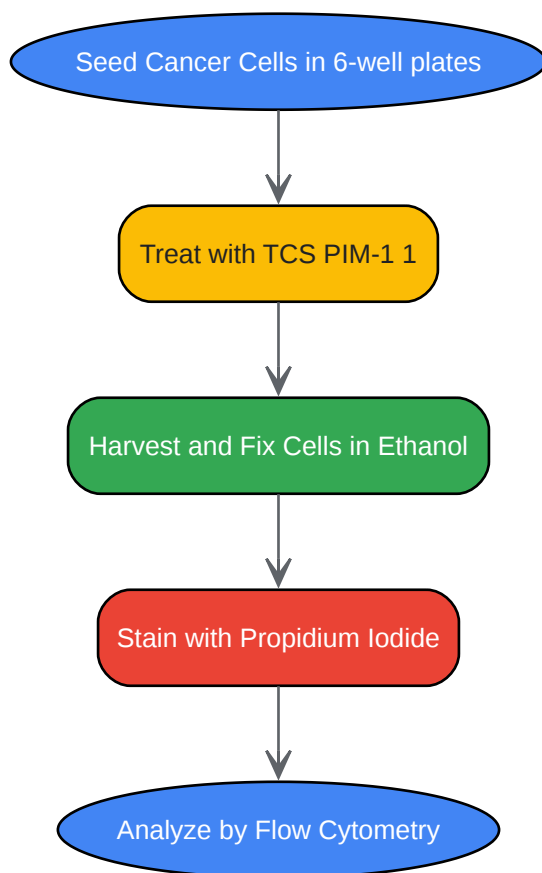 Seed Cancer Cells in 6-well plates
Treat with TCS PIM-1 1
Harvest and Fix Cells in Ethanol
Stain with Propidium Iodide
Analyze by Flow Cytometry